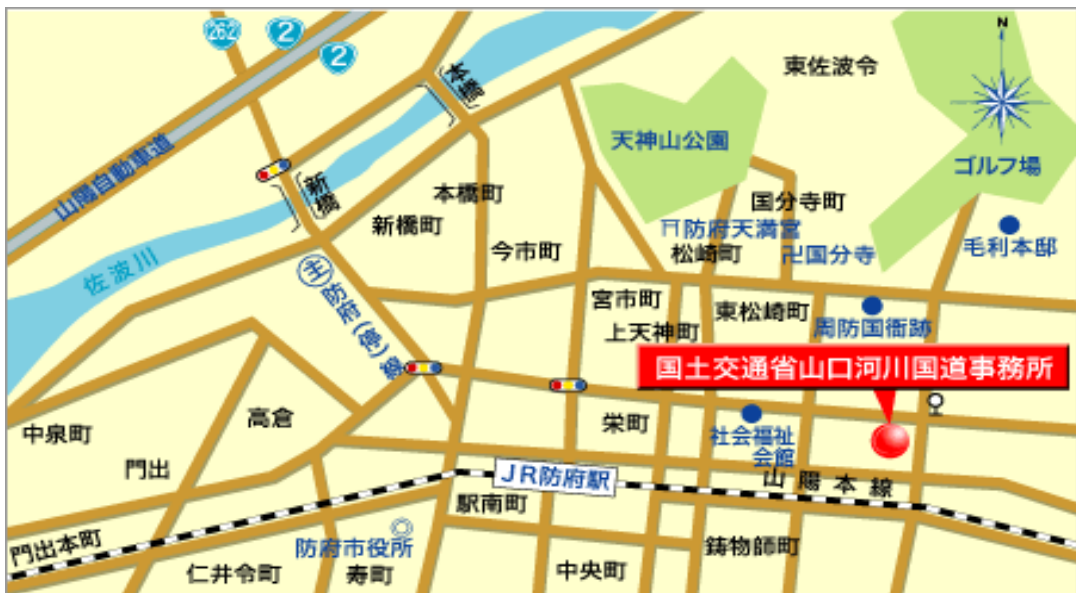 262
2
2
N
本橋
東佐波令
天神山公園
ゴルフ場
山陽自動車道
新橋
本橋町
国分寺町
新橋町
防府天満宮
毛利本邸
今市町
松崎町
卍国分寺
佐波川
主防府(停)線
宮市町
東松崎町
周防国衙跡
上天神町
国土交通省山口河川国道事務所
高倉
栄町
社会福祉
会館
中泉町
門出
JR防府駅
山陽本線
駅南町
門出本町
防府市役所
鋳物師町
仁井令町
寿町
中央町